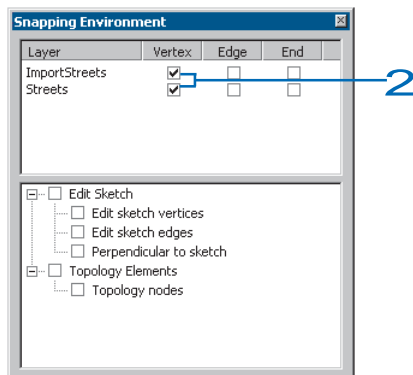 Snapping Environment
Layer Vertex Edge End
ImportStreets
2
Streets
Edit Sketch
Edit sketch vertices
Edit sketch edges
Perpendicular to sketch
Topology Elements
Topology nodes